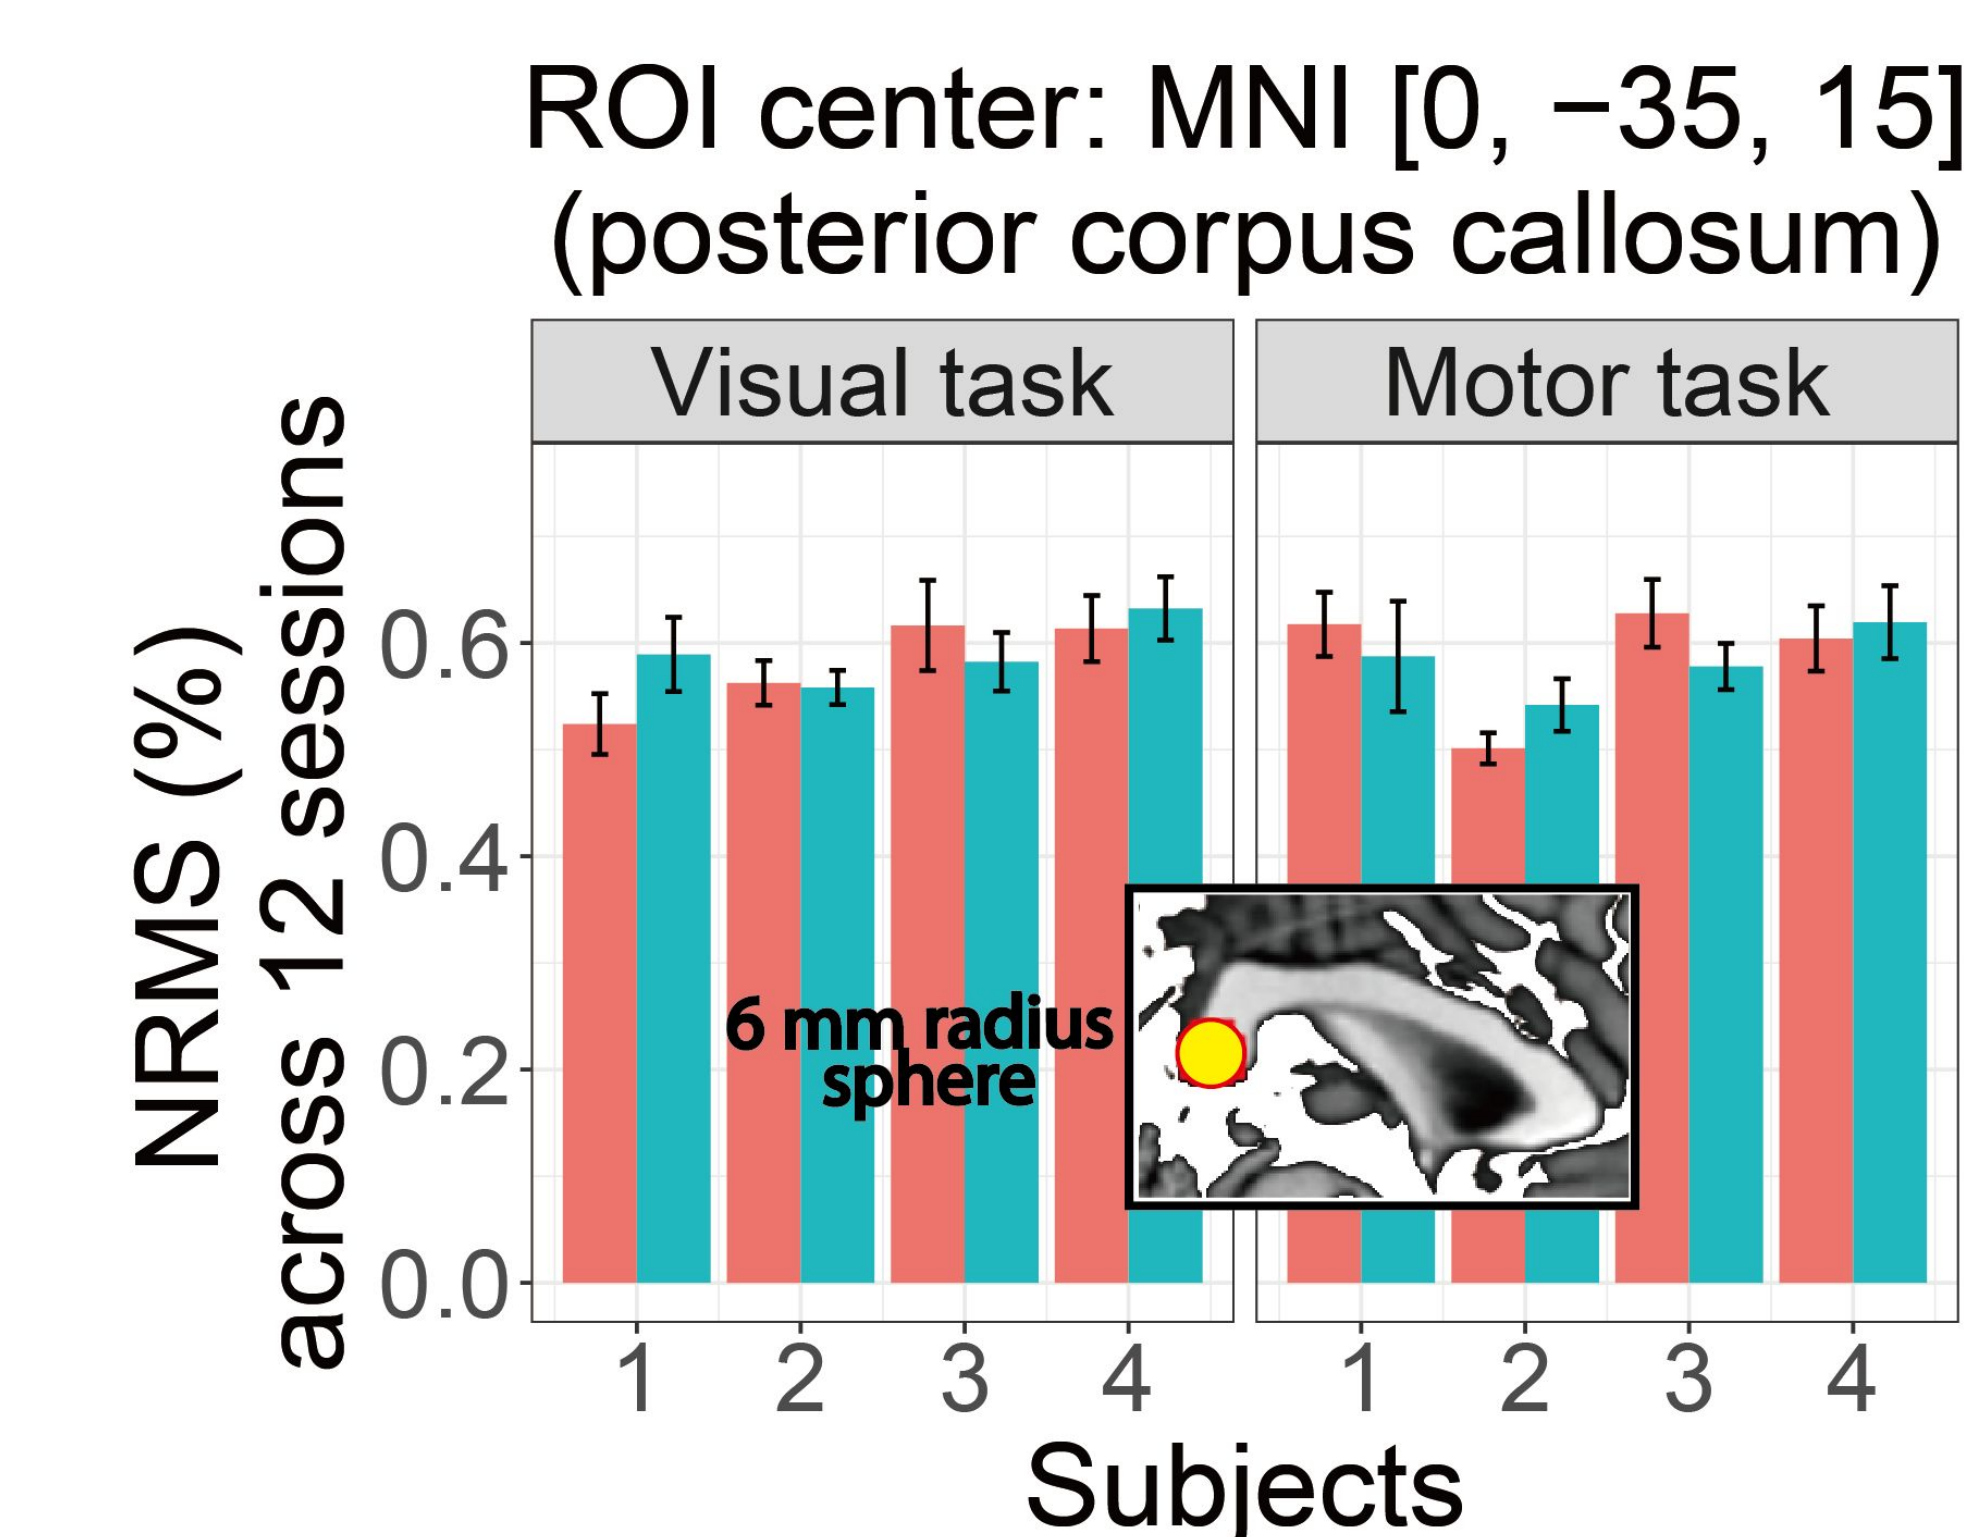 ROI center: MNI [0, −35, 15]
(posterior corpus callosum)
Visual task
Motor task
NRMS (%)
across 12 sessions
0.6
0.4
0.2
0.0
6 mm radius
sphere
1 2 3 4
1 2 3 4
Subjects